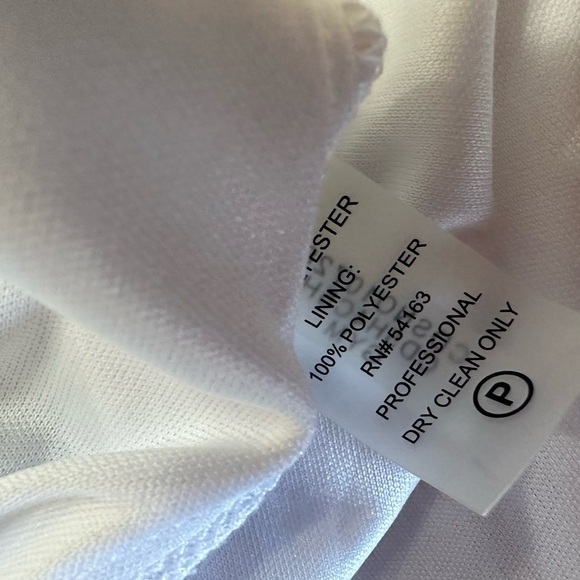 ESTER
LINING:
100% POLYESTER
RN# 54163
PROFESSIONAL
DRY CLEAN ONLY
P